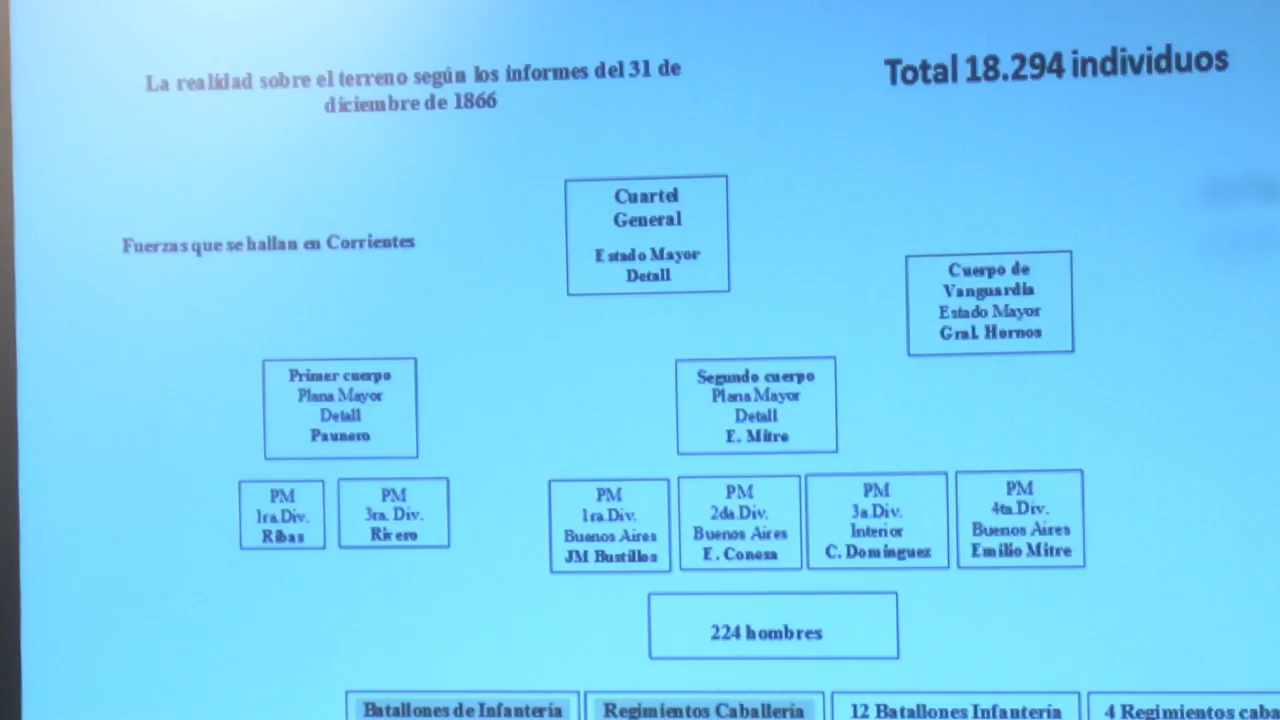 La realidad sobre el terreno según los informes del 31 de
diciembre de 1866
Total 18.294 individuos
Cuartel
General
Estado Mayor
Detall
Fuerzas que se hallan en Corrientes
Cuerpo de
Vanguardia
Estado Mayor
Gral. Hornos
Primer cuerpo
Plana Mayor
Detall
Paunero
Segundo cuerpo
Plana Mayor
Detall
E. Mitre
PM
1ra.Div.
Ribas
PM
3ra. Div.
Rivero
PM
1ra.Div.
Buenos Aires
JM Bustillos
PM
2da.Div.
Buenos Aires
E. Conesa
PM
3a.Div.
Interior
C. Dominguez
PM
4ta.Div.
Buenos Aires
Emilio Mitre
224 hombres
Batallones de Infantería
Regimientos Caballería
12 Batallones Infantería
4 Regimientos caba